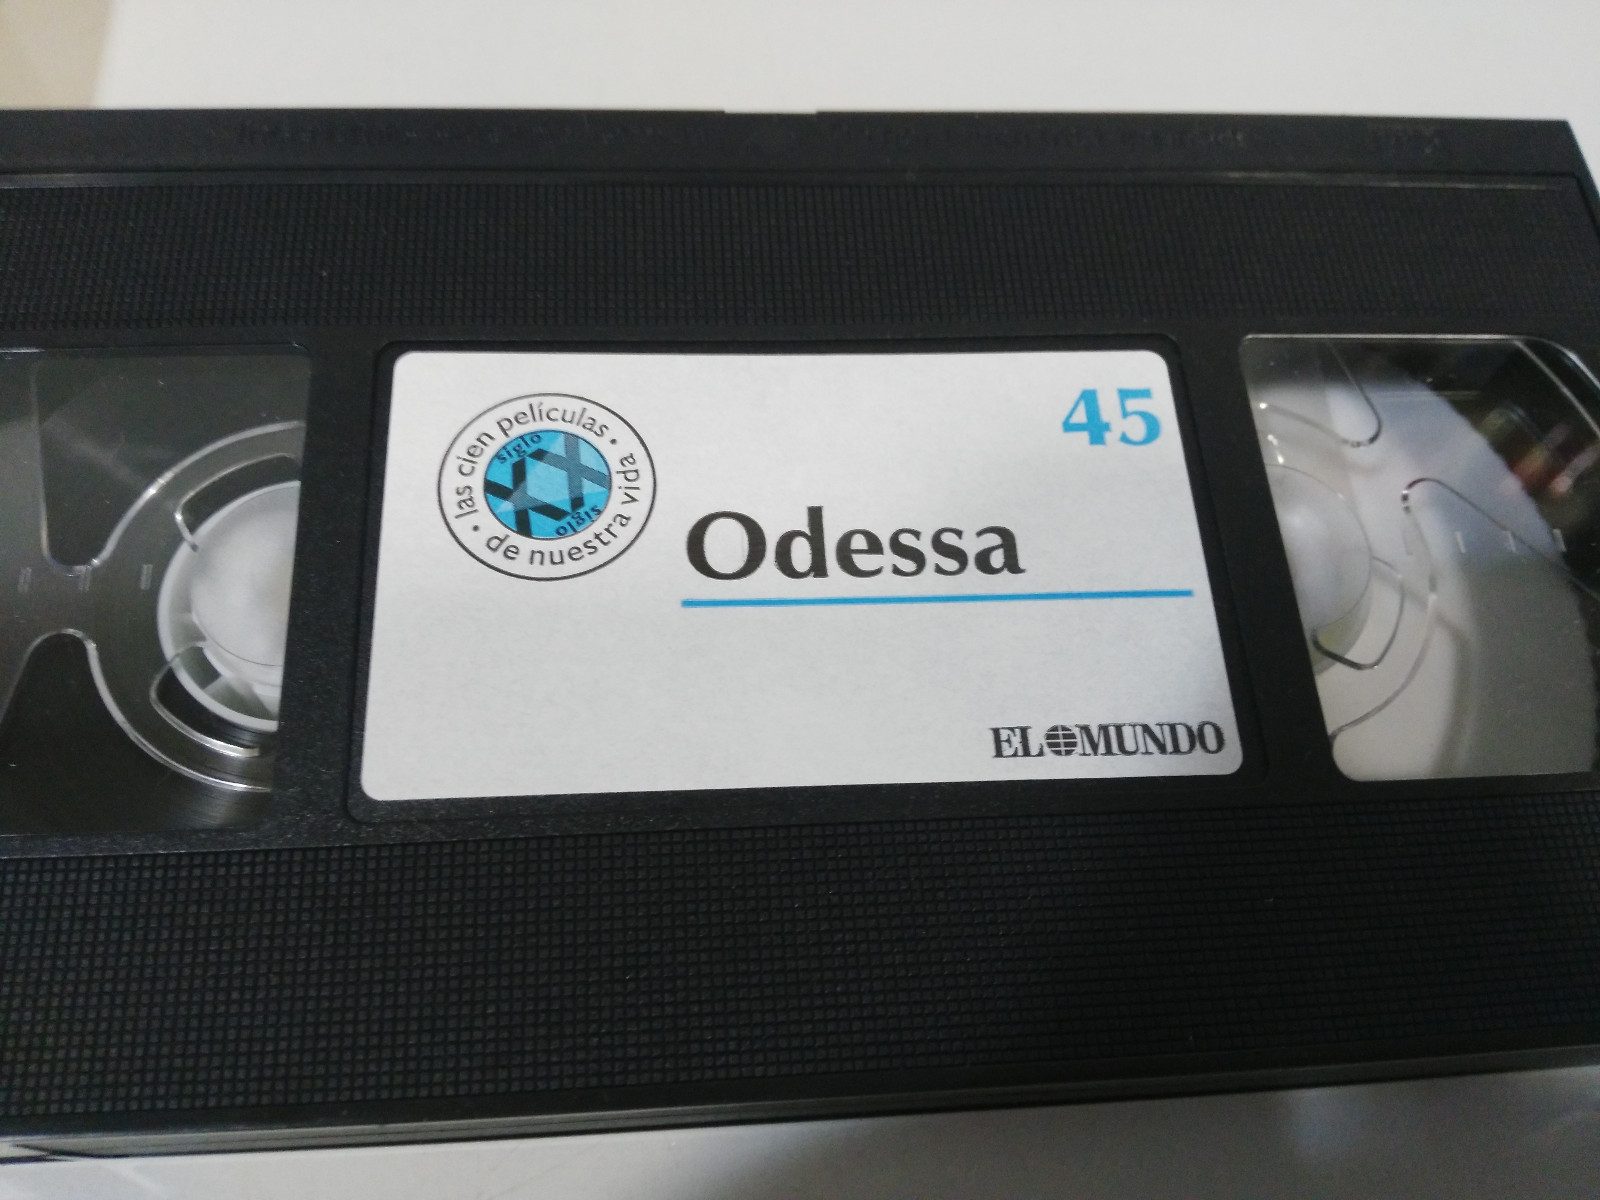 las cien películas
de nuestra vida
siglo
siglo
45
Odessa
EL MUNDO